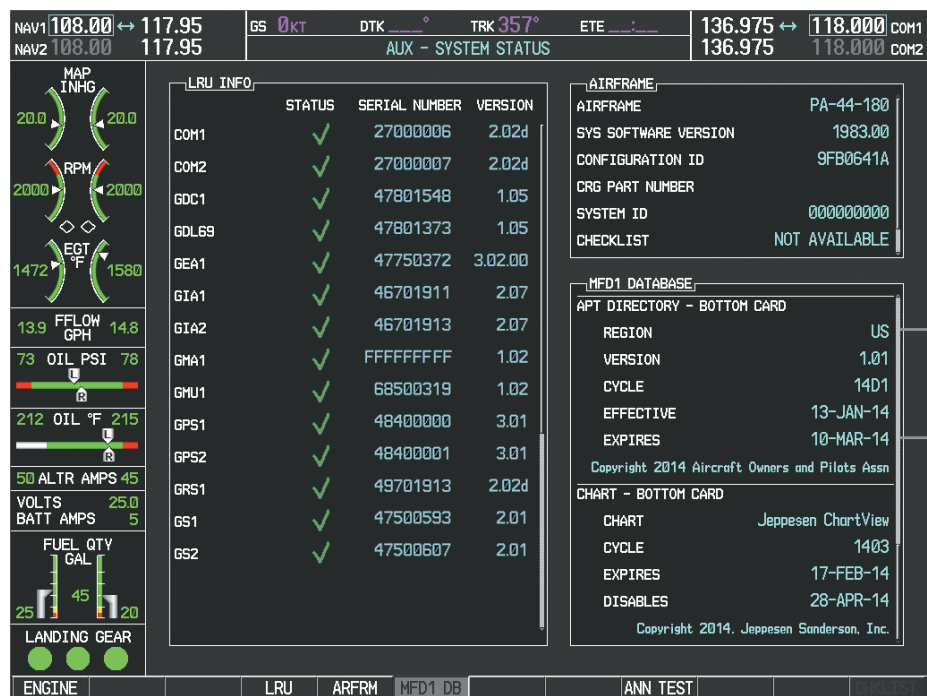 NAV1 108.00 ↔ 117.95 GS 0KT DTK ___° TRK 357° ETE __:__ 136.975 ↔ 118.000 COM1
NAV2 108.00 117.95 AUX - SYSTEM STATUS 136.975 118.000 COM2
MAP
INHG
20.0 20.0
RPM
2000 2000
EGT
°F
1472 1580
13.9 FFLOW GPH 14.8
73 OIL PSI 78
L
R
212 OIL °F 215
L
R
50 ALTR AMPS 45
VOLTS 25.0
BATT AMPS 5
FUEL QTY
GAL
45
25 20
LANDING GEAR
LRU INFO
STATUS SERIAL NUMBER VERSION
COM1 ✓ 27000006 2.02d
COM2 ✓ 27000007 2.02d
GDC1 ✓ 47801548 1.05
GDL69 ✓ 47801373 1.05
GEA1 ✓ 47750372 3.02.00
GIA1 ✓ 46701911 2.07
GIA2 ✓ 46701913 2.07
GMA1 ✓ FFFFFFFFF 1.02
GMU1 ✓ 68500319 1.02
GPS1 ✓ 48400000 3.01
GPS2 ✓ 48400001 3.01
GRS1 ✓ 49701913 2.02d
GS1 ✓ 47500593 2.01
GS2 ✓ 47500607 2.01
AIRFRAME
AIRFRAME PA-44-180
SYS SOFTWARE VERSION 1983.00
CONFIGURATION ID 9FB0641A
CRG PART NUMBER
SYSTEM ID 000000000
CHECKLIST NOT AVAILABLE
MFD1 DATABASE
APT DIRECTORY - BOTTOM CARD
REGION US
VERSION 1.01
CYCLE 14D1
EFFECTIVE 13-JAN-14
EXPIRES 10-MAR-14
Copyright 2014 Aircraft Owners and Pilots Assn
CHART - BOTTOM CARD
CHART Jeppesen ChartView
CYCLE 1403
EXPIRES 17-FEB-14
DISABLES 28-APR-14
Copyright 2014, Jeppesen Sanderson, Inc.
ENGINE LRU ARFRM MFD1 DB ANN TEST CHKLIST